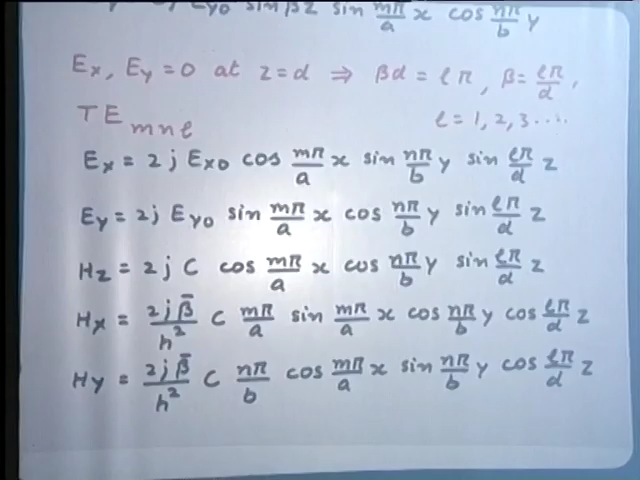 Ey0 sin βz sin mπ/a x cos nπ/b y
Ex, Ey = 0 at z = d ⇒ βd = ℓπ, β = ℓπ/d,
TE mnℓ ℓ = 1, 2, 3 ....
Ex = 2j Ex0 cos mπ/a x sin nπ/b y sin ℓπ/d z
Ey = 2j Ey0 sin mπ/a x cos nπ/b y sin ℓπ/d z
Hz = 2j C cos mπ/a x cos nπ/b y sin ℓπ/d z
Hx = 2jβ̄/h² C mπ/a sin mπ/a x cos nπ/b y cos ℓπ/d z
Hy = 2jβ̄/h² C nπ/b cos mπ/a x sin nπ/b y cos ℓπ/d z